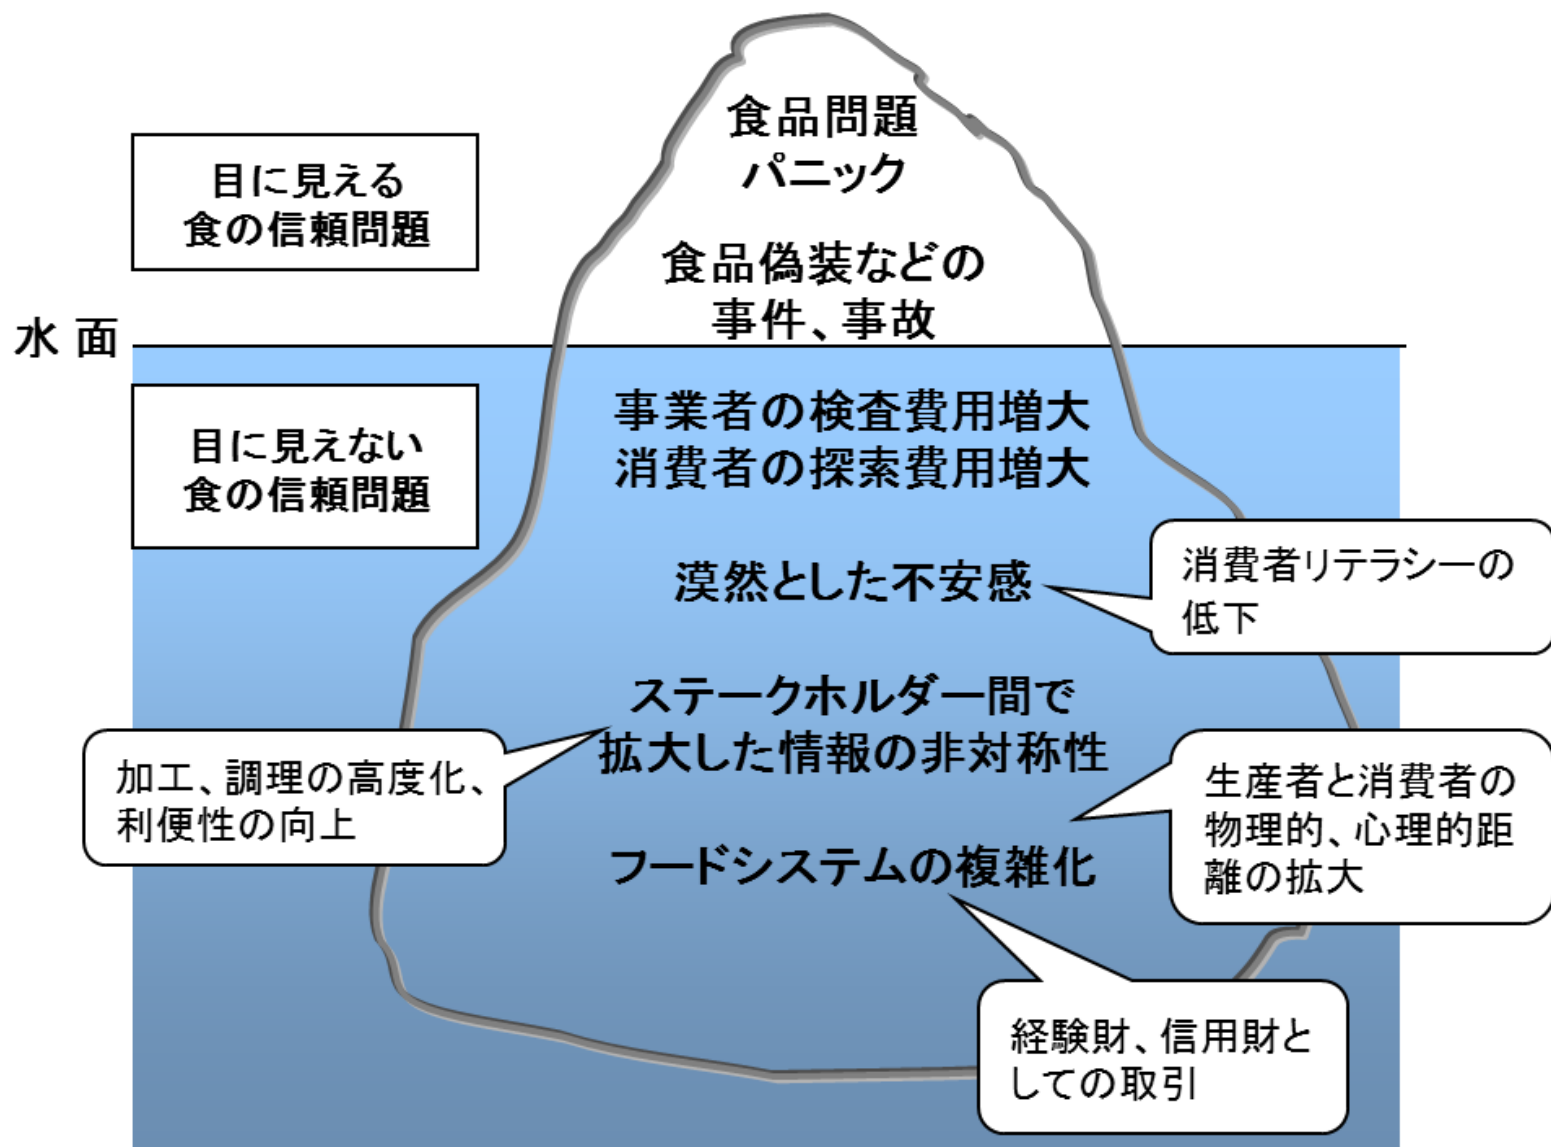 食品問題
パニック
目に見える
食の信頼問題
食品偽装などの
事件、事故
水 面
事業者の検査費用増大
消費者の探索費用増大
目に見えない
食の信頼問題
漠然とした不安感
消費者リテラシーの
低下
ステークホルダー間で
拡大した情報の非対称性
加工、調理の高度化、
利便性の向上
生産者と消費者の
物理的、心理的距
離の拡大
フードシステムの複雑化
経験財、信用財と
しての取引